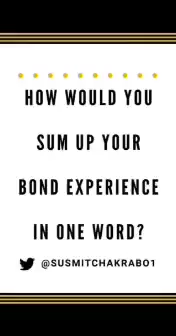 HOW WOULD YOU
SUM UP YOUR
BOND EXPERIENCE
IN ONE WORD?
@SUSMITCHAKRABO1